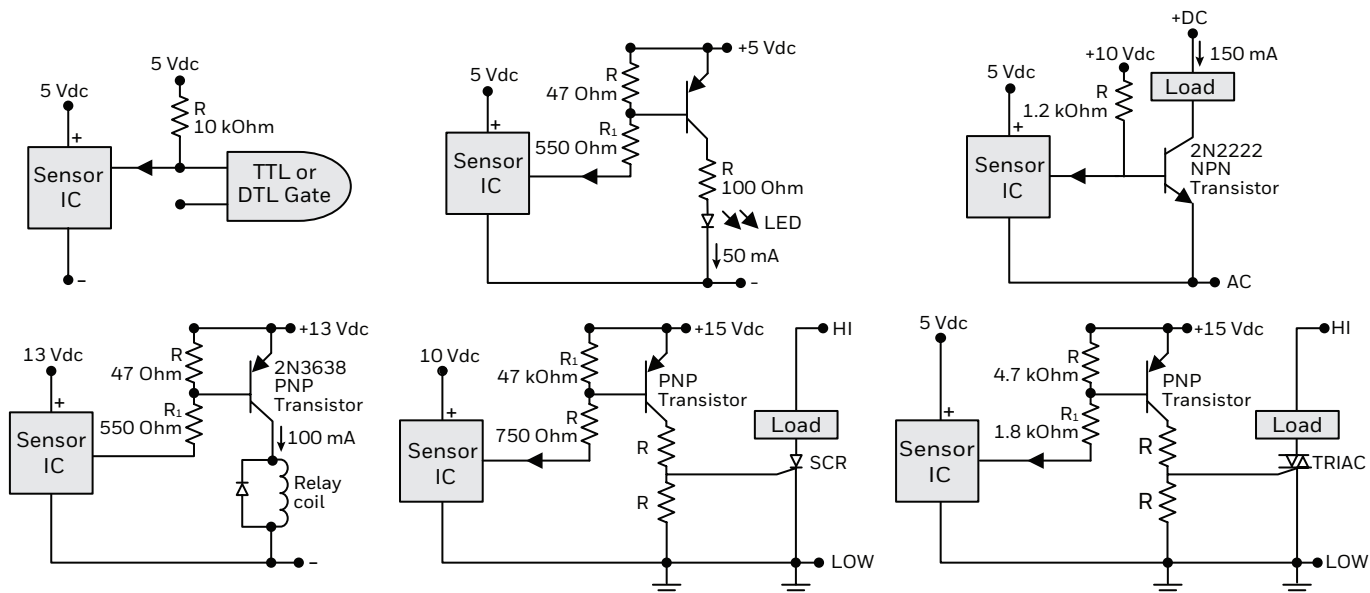 5 Vdc
5 Vdc
R
10 kOhm
+
Sensor
IC
TTL or
DTL Gate
-
+5 Vdc
R
47 Ohm
5 Vdc
+
R1
550 Ohm
Sensor
IC
R
100 Ohm
LED
50 mA
-
+DC
150 mA
+10 Vdc
Load
R
1.2 kOhm
5 Vdc
+
Sensor
IC
2N2222
NPN
Transistor
AC
+13 Vdc
13 Vdc
R
47 Ohm
2N3638
PNP
Transistor
+
R1
550 Ohm
Sensor
IC
100 mA
Relay
coil
-
+15 Vdc
HI
10 Vdc
R1
47 kOhm
PNP
Transistor
+
R
750 Ohm
Load
Sensor
IC
R
SCR
R
LOW
+15 Vdc
HI
5 Vdc
R
4.7 kOhm
PNP
Transistor
+
R1
1.8 kOhm
Load
Sensor
IC
R
TRIAC
R
LOW